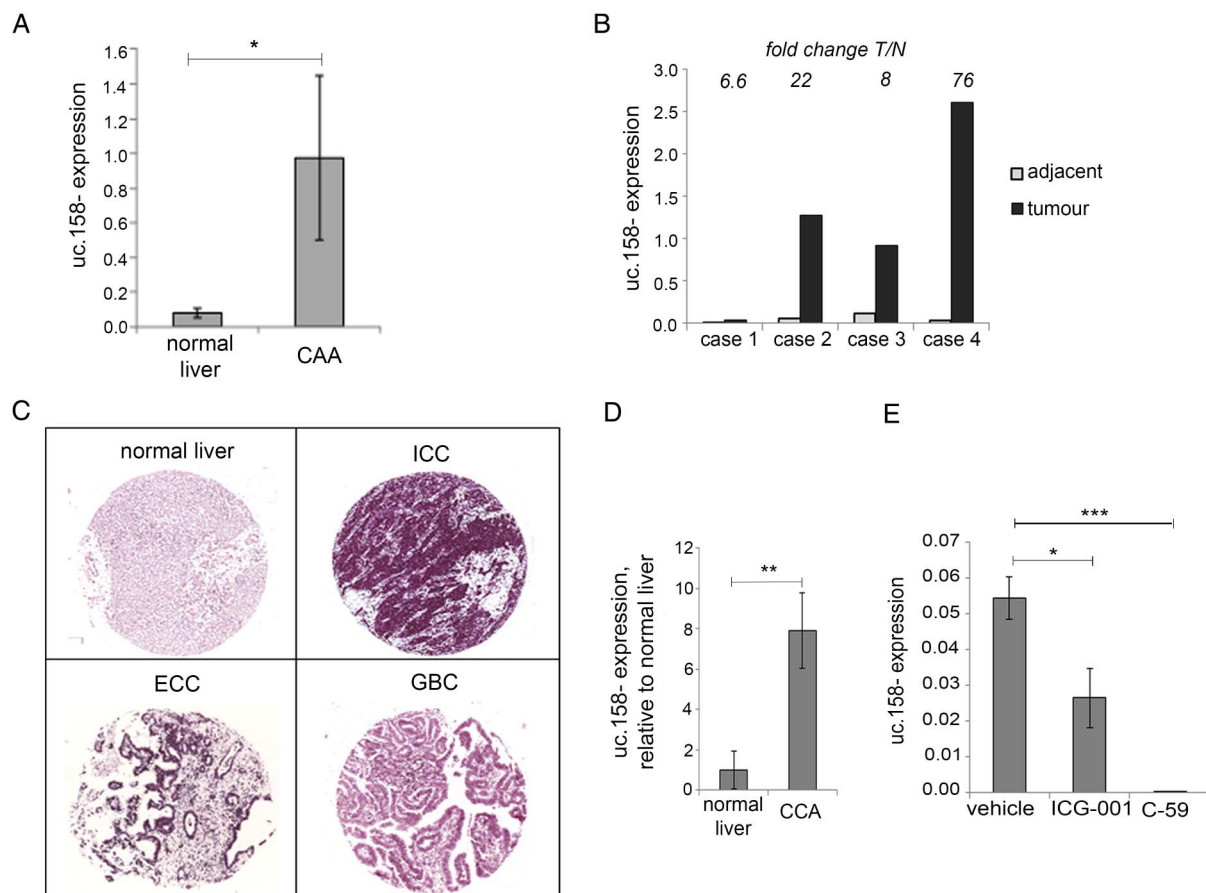 A
uc.158- expression
1.6
1.4
1.2
1.0
0.8
0.6
0.4
0.2
0.0
*
normal
liver
CAA
B
fold change T/N
6.6 22 8 76
uc.158- expression
3.0
2.5
2.0
1.5
1.0
0.5
0.0
case 1 case 2 case 3 case 4
adjacent
tumour
C
normal liver
ICC
ECC
GBC
D
uc.158- expression,
relative to normal liver
12
10
8
6
4
2
0
**
normal
liver
CCA
E
uc.158- expression
0.07
0.06
0.05
0.04
0.03
0.02
0.01
0.00
***
*
vehicle ICG-001 C-59